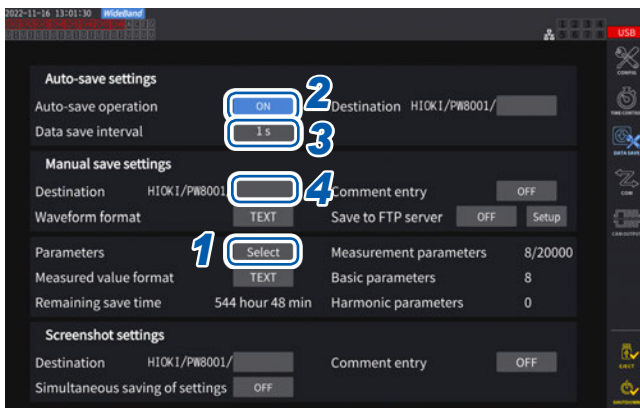 2022-11-16 13:01:30 WideBand
USB
Auto-save settings
Auto-save operation ON 2 Destination HIOKI/PW8001/
Data save interval 1 s 3
Manual save settings
Destination HIOKI/PW8001 4 Comment entry OFF
Waveform format TEXT Save to FTP server OFF Setup
Parameters 1 Select Measurement parameters 8/20000
Measured value format TEXT Basic parameters 8
Remaining save time 544 hour 48 min Harmonic parameters 0
Screenshot settings
Destination HIOKI/PW8001/ Comment entry OFF
Simultaneous saving of settings OFF
CONFIG
TIME CONTROL
DATA SAVE
COM
CAN OUTPUT
EJECT
SHUTDOWN